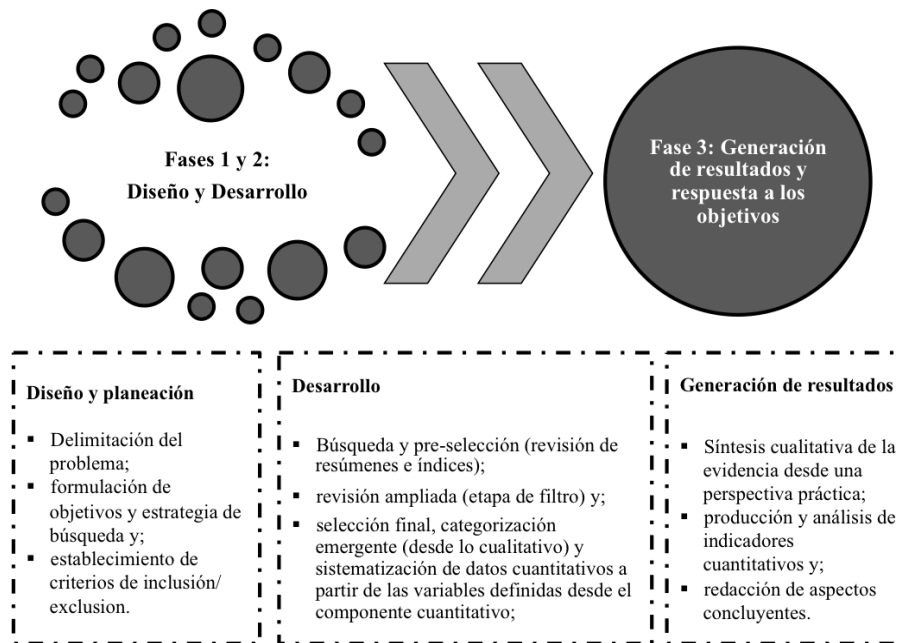 Fases 1 y 2:
Diseño y Desarrollo
Fase 3: Generación
de resultados y
respuesta a los
objetivos
Diseño y planeación
▪ Delimitación del
problema;
▪ formulación de
objetivos y estrategia de
búsqueda y;
▪ establecimiento de
criterios de inclusión/
exclusion.
Desarrollo
▪ Búsqueda y pre-selección (revisión de
resúmenes e índices);
▪ revisión ampliada (etapa de filtro) y;
▪ selección final, categorización
emergente (desde lo cualitativo) y
sistematización de datos cuantitativos a
partir de las variables definidas desde el
componente cuantitativo;
Generación de resultados
▪ Síntesis cualitativa de la
evidencia desde una
perspectiva práctica;
▪ producción y análisis de
indicadores
cuantitativos y;
▪ redacción de aspectos
concluyentes.